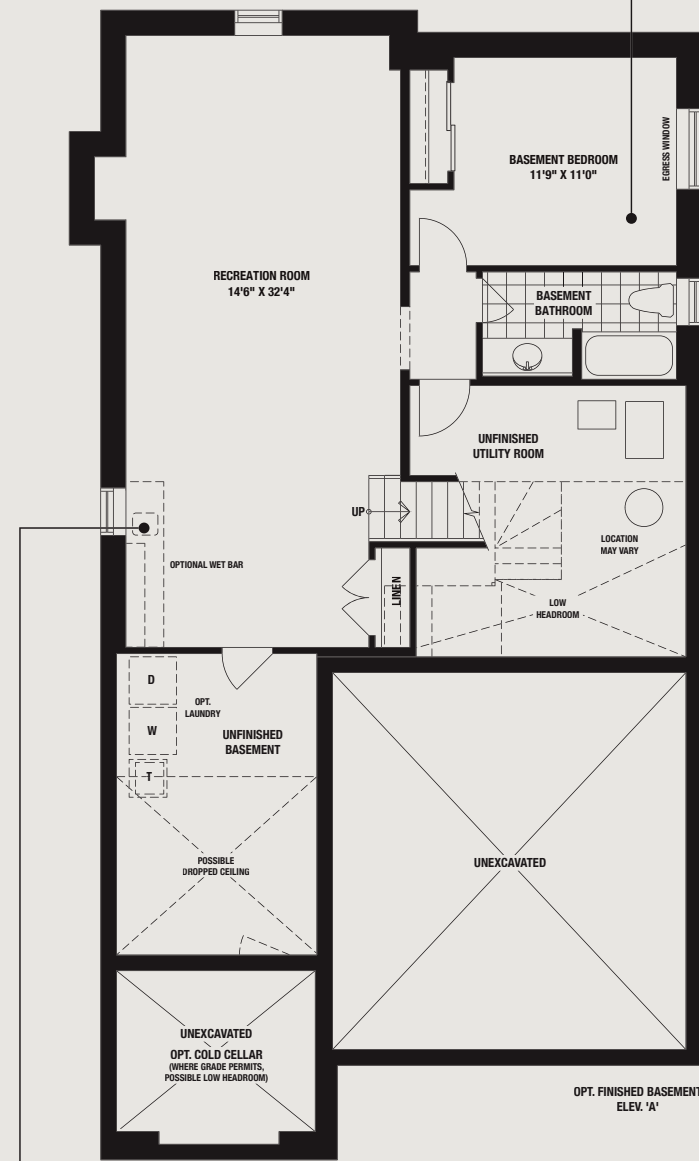 BASEMENT BEDROOM
11'9" X 11'0"
EGRESS WINDOW
RECREATION ROOM
14'6" X 32'4"
BASEMENT
BATHROOM
UNFINISHED
UTILITY ROOM
UP
LOCATION
MAY VARY
OPTIONAL WET BAR
LINEN
LOW
HEADROOM
D
OPT.
LAUNDRY
W
UNFINISHED
BASEMENT
T
POSSIBLE
DROPPED CEILING
UNEXCAVATED
UNEXCAVATED
OPT. COLD CELLAR
(WHERE GRADE PERMITS,
POSSIBLE LOW HEADROOM)
OPT. FINISHED BASEMENT
ELEV. 'A'